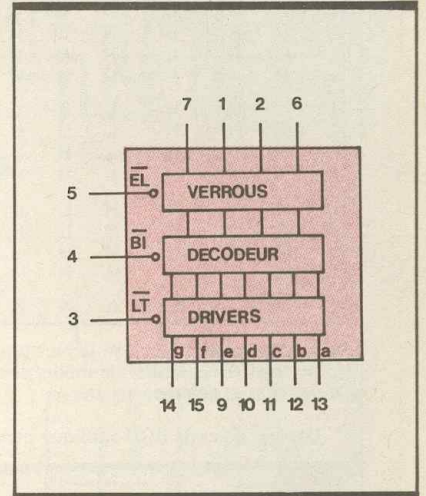 7 1 2 6
5 EL VERROUS
4 BI DECODEUR
3 LT DRIVERS
g f e d c b a
14 15 9 10 11 12 13